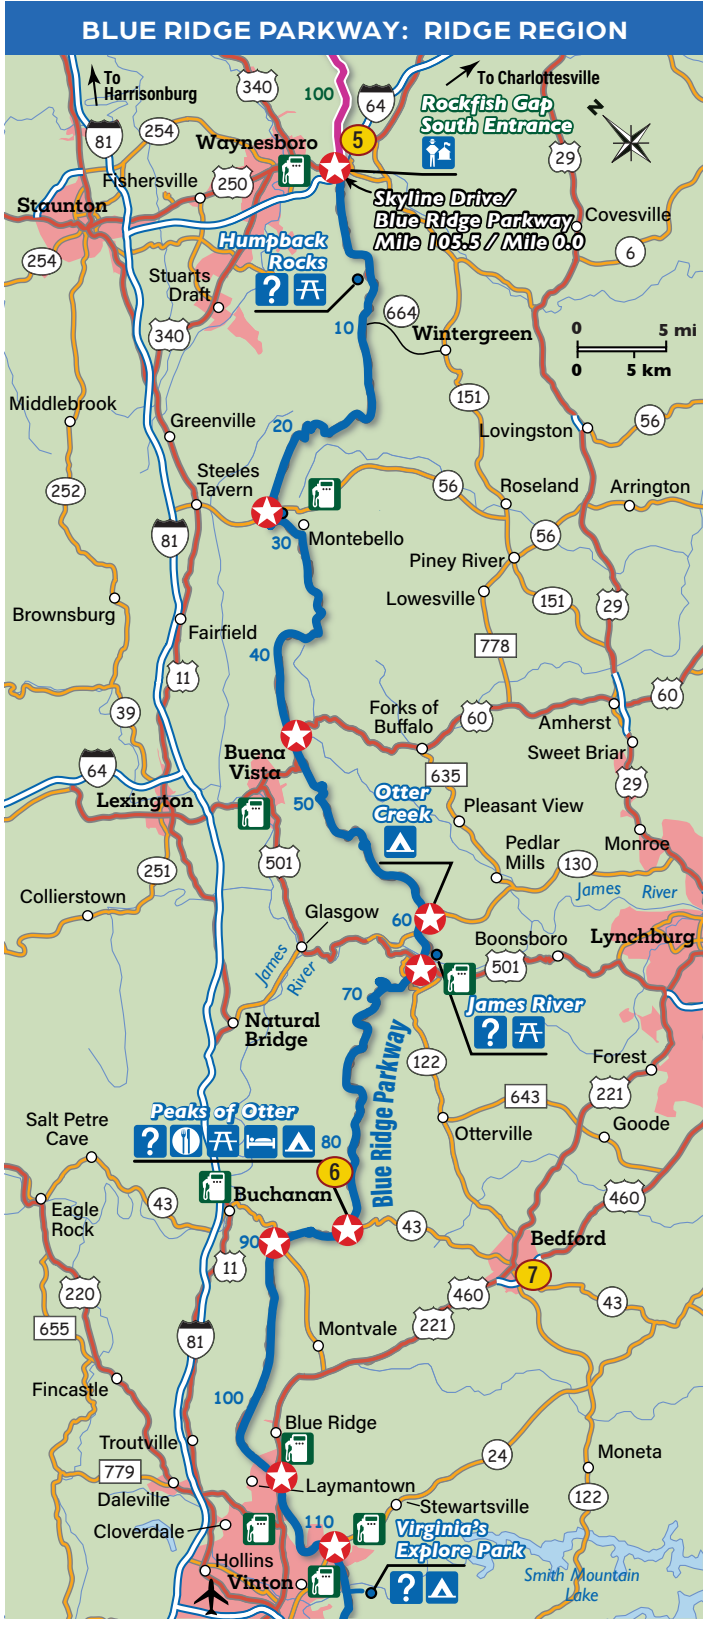 BLUE RIDGE PARKWAY: RIDGE REGION
To
Harrisonburg
340
100
64
To Charlottesville
Rockfish Gap
South Entrance
N
81
254
Waynesboro
5
29
Fishersville
250
Staunton
Skyline Drive/
Blue Ridge Parkway
Mile 105.5 / Mile 0.0
Covesville
6
254
Humpback
Rocks
?
Stuarts
Draft
340
10
664
Wintergreen
0 5 mi
0 5 km
151
Middlebrook
Greenville
20
Lovingston
56
Steeles
Tavern
252
56
Roseland
Arrington
81
30
Montebello
56
Piney River
Lowesville
151
29
Brownsburg
Fairfield
40
778
11
60
39
Forks of
Buffalo
60
Amherst
Sweet Briar
64
Buena
Vista
635
29
Lexington
50
Otter
Creek
Pleasant View
Pedlar
Mills
Monroe
130
251
501
James River
Collierstown
Glasgow
60
Boonsboro
Lynchburg
James
River
501
70
James River
?
Natural
Bridge
Blue Ridge Parkway
122
Forest
221
643
Peaks of Otter
?
80
Salt Petre
Cave
Otterville
Goode
6
Buchanan
43
Eagle
Rock
460
43
90
Bedford
11
7
220
460
43
655
221
81
Montvale
Fincastle
100
Blue Ridge
Troutville
24
Moneta
779
Laymantown
122
Daleville
Stewartsville
Cloverdale
110
Virginia's
Explore Park
?
Hollins
Vinton
Smith Mountain
Lake